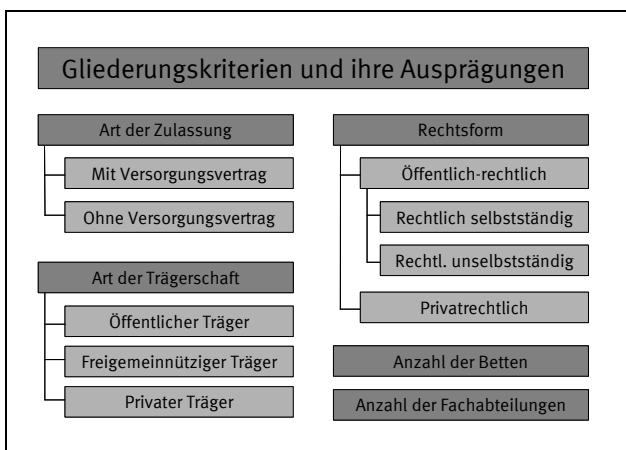 Gliederungskriterien und ihre Ausprägungen
Art der Zulassung
Mit Versorgungsvertrag
Ohne Versorgungsvertrag
Art der Trägerschaft
Öffentlicher Träger
Freigemeinnütziger Träger
Privater Träger
Rechtsform
Öffentlich-rechtlich
Rechtlich selbstständig
Rechtl. unselbstständig
Privatrechtlich
Anzahl der Betten
Anzahl der Fachabteilungen